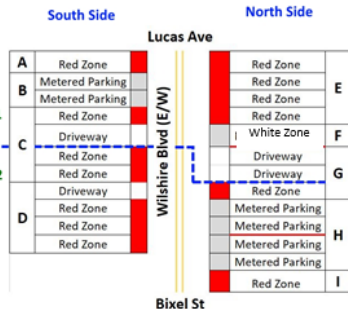 South Side
North Side
Lucas Ave
A
Red Zone
B
Metered Parking
Metered Parking
C
Red Zone
Driveway
Red Zone
Red Zone
D
Driveway
Red Zone
Red Zone
Red Zone
Wilshire Blvd (E/W)
Red Zone
Red Zone
Red Zone
Red Zone
E
White Zone
F
Driveway
Driveway
Red Zone
G
Metered Parking
Metered Parking
Metered Parking
Metered Parking
H
Red Zone
I
Bixel St